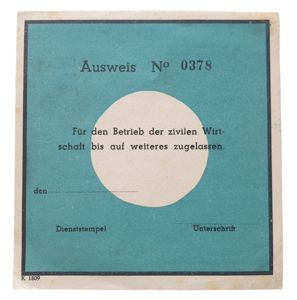 Ausweis No 0378
Für den Betrieb der zivilen Wirt-
schaft bis auf weiteres zugelassen.
den
Dienststempel Unterschrift
K 1809